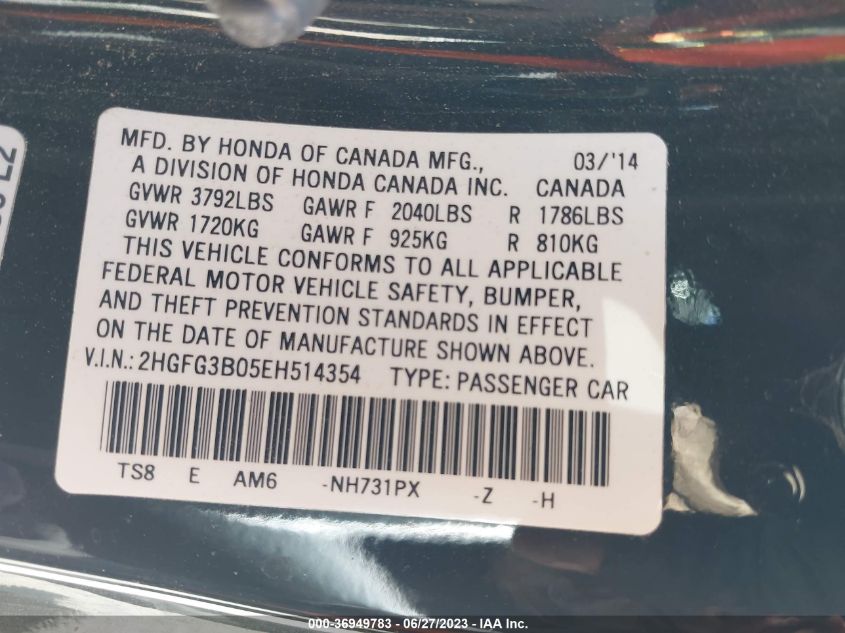 MFD. BY HONDA OF CANADA MFG., 03/'14
A DIVISION OF HONDA CANADA INC. CANADA
GVWR 3792LBS GAWR F 2040LBS R 1786LBS
GVWR 1720KG GAWR F 925KG R 810KG
THIS VEHICLE CONFORMS TO ALL APPLICABLE
FEDERAL MOTOR VEHICLE SAFETY, BUMPER,
AND THEFT PREVENTION STANDARDS IN EFFECT
ON THE DATE OF MANUFACTURE SHOWN ABOVE.
V.I.N.: 2HGFG3B05EH514354 TYPE: PASSENGER CAR
TS8 E AM6 -NH731PX -Z -H
000-36949783 - 06/27/2023 - IAA Inc.